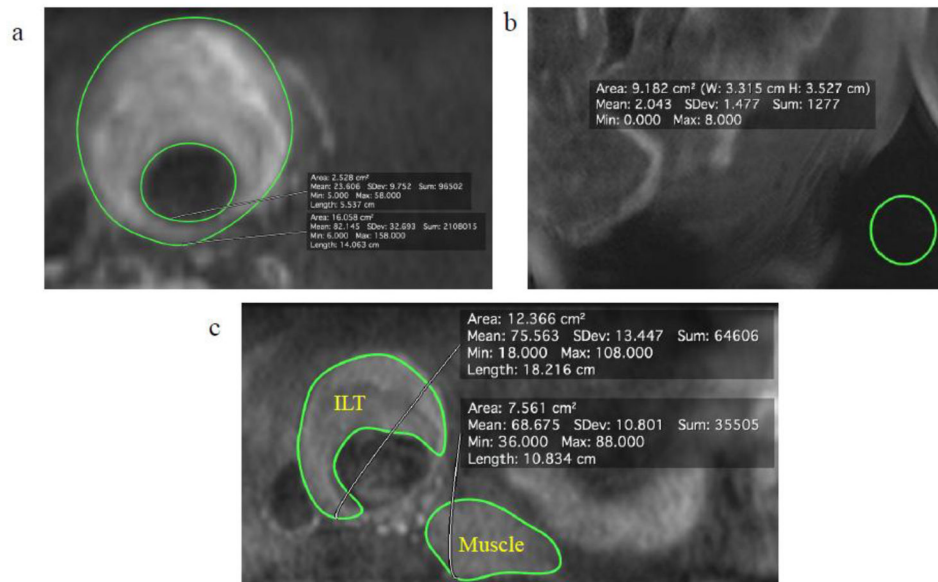 a
Area: 2.528 cm²
Mean: 23.606 SDev: 9.752 Sum: 96502
Min: 5.000 Max: 58.000
Length: 5.537 cm
Area: 16.058 cm²
Mean: 82.145 SDev: 32.693 Sum: 2108015
Min: 6.000 Max: 158.000
Length: 14.063 cm
b
Area: 9.182 cm² (W: 3.315 cm H: 3.527 cm)
Mean: 2.043 SDev: 1.477 Sum: 1277
Min: 0.000 Max: 8.000
c
Area: 12.366 cm²
Mean: 75.563 SDev: 13.447 Sum: 64606
Min: 18.000 Max: 108.000
Length: 18.216 cm
ILT
Area: 7.561 cm²
Mean: 68.675 SDev: 10.801 Sum: 35505
Min: 36.000 Max: 88.000
Length: 10.834 cm
Muscle